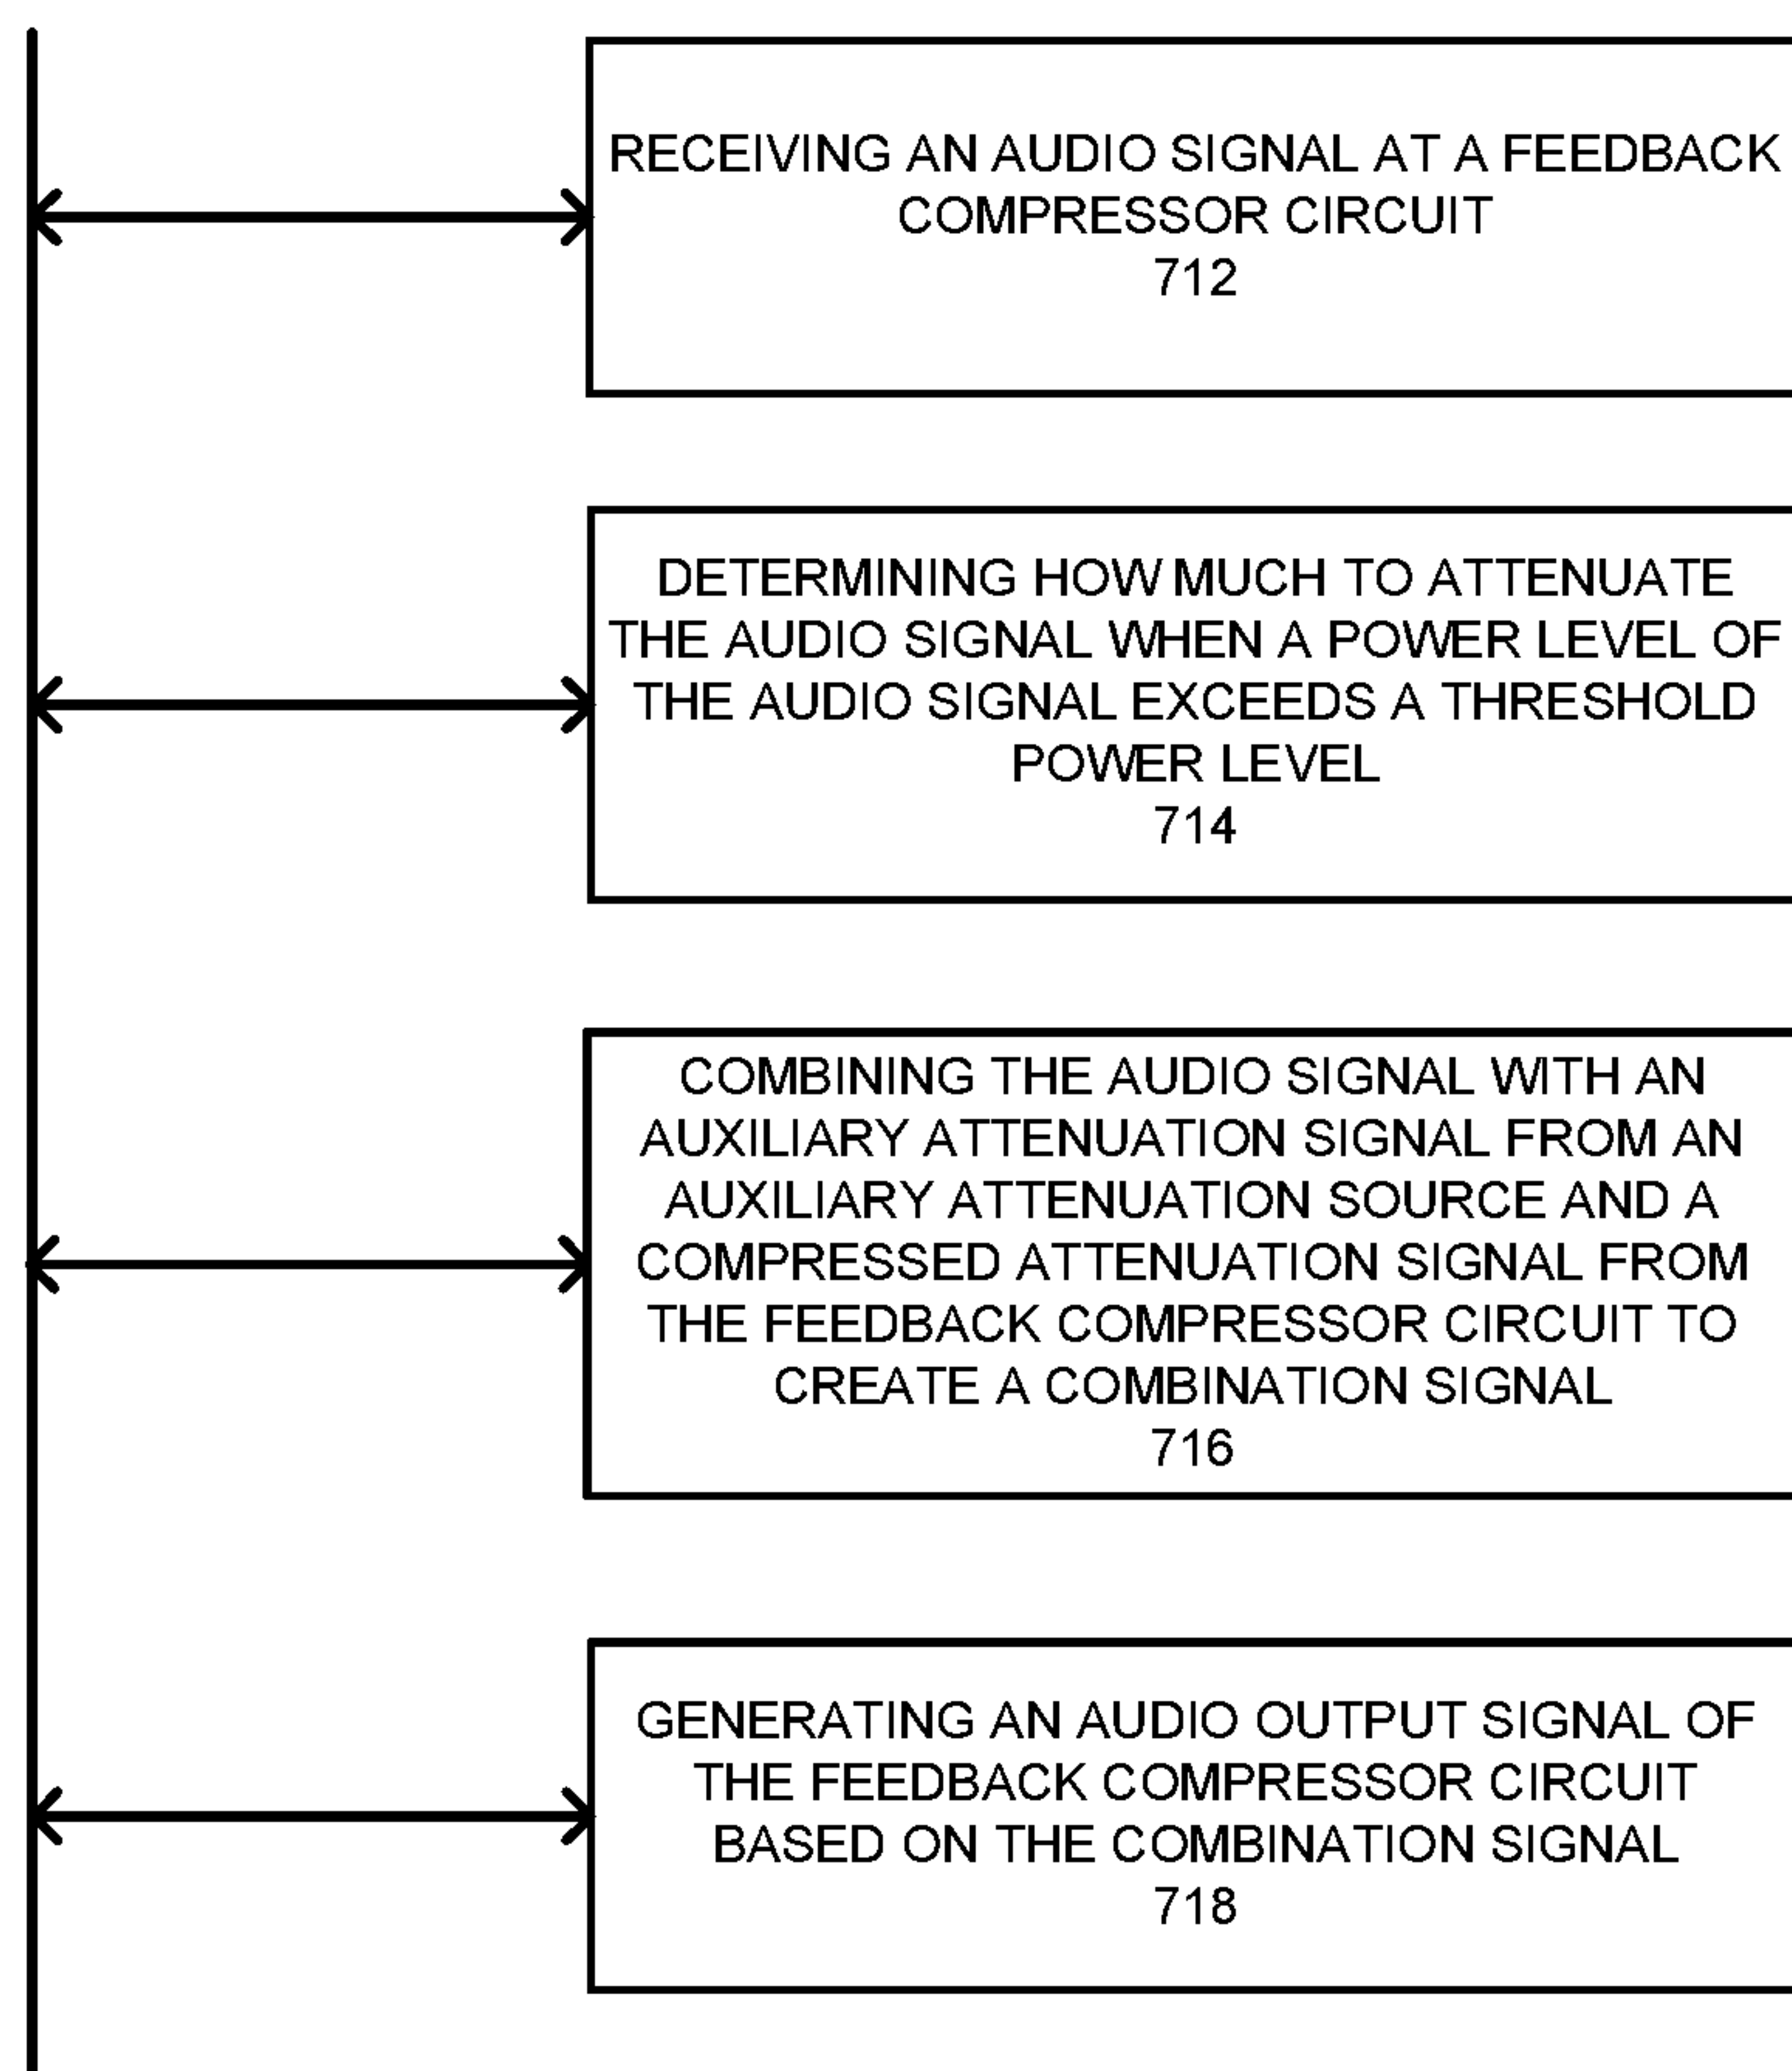 RECEIVING AN AUDIO SIGNAL AT A FEEDBACK
COMPRESSOR CIRCUIT
712
DETERMINING HOW MUCH TO ATTENUATE
THE AUDIO SIGNAL WHEN A POWER LEVEL OF
THE AUDIO SIGNAL EXCEEDS A THRESHOLD
POWER LEVEL
714
COMBINING THE AUDIO SIGNAL WITH AN
AUXILIARY ATTENUATION SIGNAL FROM AN
AUXILIARY ATTENUATION SOURCE AND A
COMPRESSED ATTENUATION SIGNAL FROM
THE FEEDBACK COMPRESSOR CIRCUIT TO
CREATE A COMBINATION SIGNAL
716
GENERATING AN AUDIO OUTPUT SIGNAL OF
THE FEEDBACK COMPRESSOR CIRCUIT
BASED ON THE COMBINATION SIGNAL
718